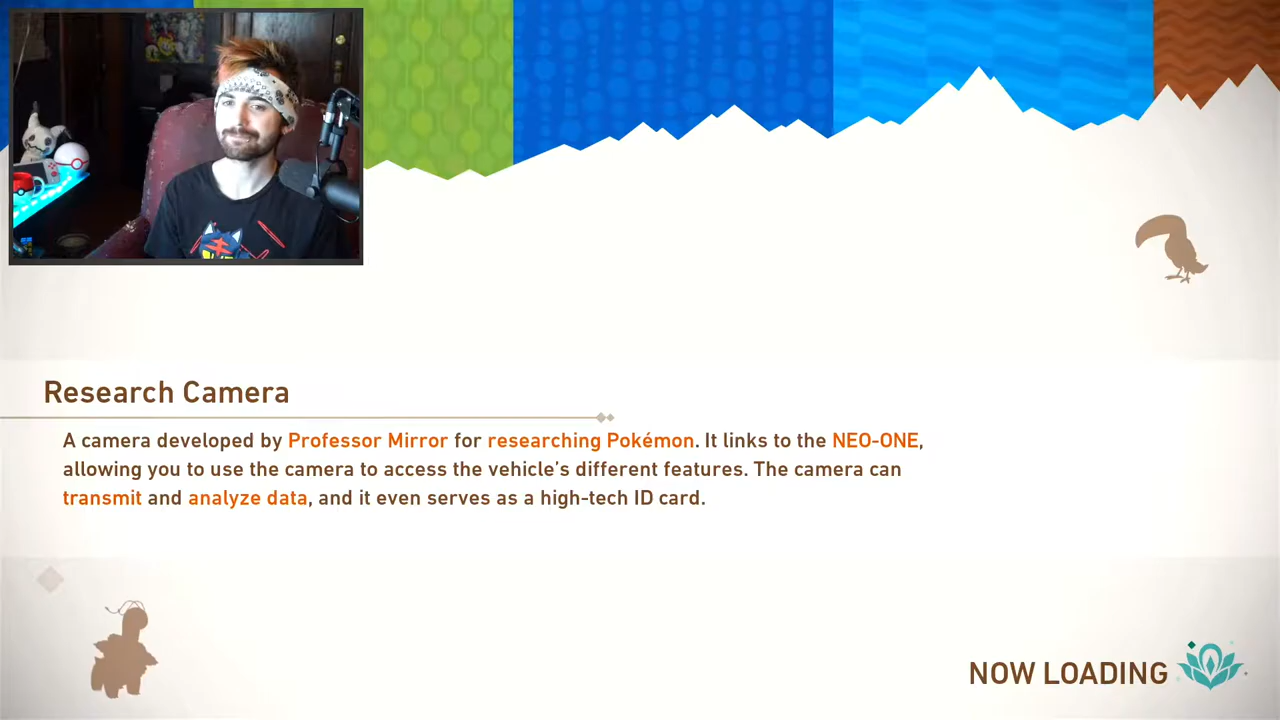 Research Camera
A camera developed by Professor Mirror for researching Pokémon. It links to the NEO-ONE,
allowing you to use the camera to access the vehicle's different features. The camera can
transmit and analyze data, and it even serves as a high-tech ID card.
NOW LOADING